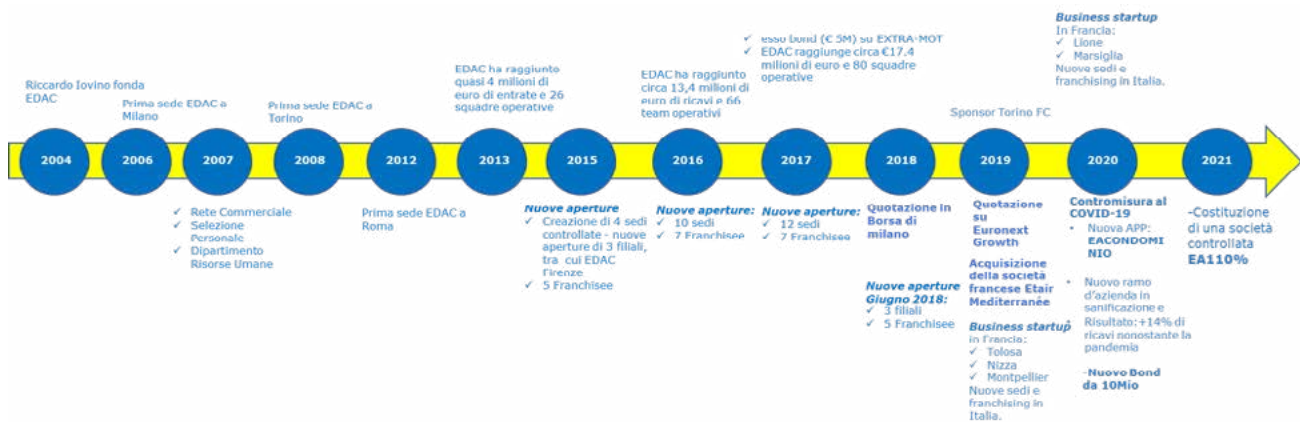 Riccardo Iovino fonda
EDAC
Prima sede EDAC a
Milano
Prima sede EDAC a
Torino
EDAC ha raggiunto
quasi 4 milioni di
euro di entrate e 26
squadre operative
EDAC ha raggiunto
circa 13,4 milioni di
euro di ricavi e 66
team operativi
✓ esso bond (€ 5M) su EXTRA-MOT
✓ EDAC raggiunge circa €17.4
milioni di euro e 80 squadre
operative
Sponsor Torino FC
Business startup
In Francia:
✓ Lione
✓ Marsiglia
Nuove sedi e
franchising in Italia.
2004
2006
2007
2008
2012
2013
2015
2016
2017
2018
2019
2020
2021
✓ Rete Commerciale
✓ Selezione
Personale
✓ Dipartimento
Risorse Umane
Prima sede EDAC a
Roma
Nuove aperture
✓ Creazione di 4 sedi
controllate - nuove
aperture di 3 filiali,
tra cui EDAC
Firenze
✓ 5 Franchisee
Nuove aperture:
✓ 10 sedi
✓ 7 Franchisee
Nuove aperture:
✓ 12 sedi
✓ 7 Franchisee
Quotazione in
Borsa di
milano
Nuove aperture
Giugno 2018:
✓ 3 filiali
✓ 5 Franchisee
Quotazione
su
Euronext
Growth
Acquisizione
della società
francese Etair
Mediterranée
Business startup
in Francia:
✓ Tolosa
✓ Nizza
✓ Montpellier
Nuove sedi e
franchising in
Italia.
Contromisura al
COVID-19
• Nuova APP:
EACONDOMI
NIO
• Nuovo ramo
d'azienda in
sanificazione e
• Risultato: +14% di
ricavi nonostante la
pandemia
-Nuovo Bond
da 10Mio
-Costituzione
di una società
controllata
EA110%